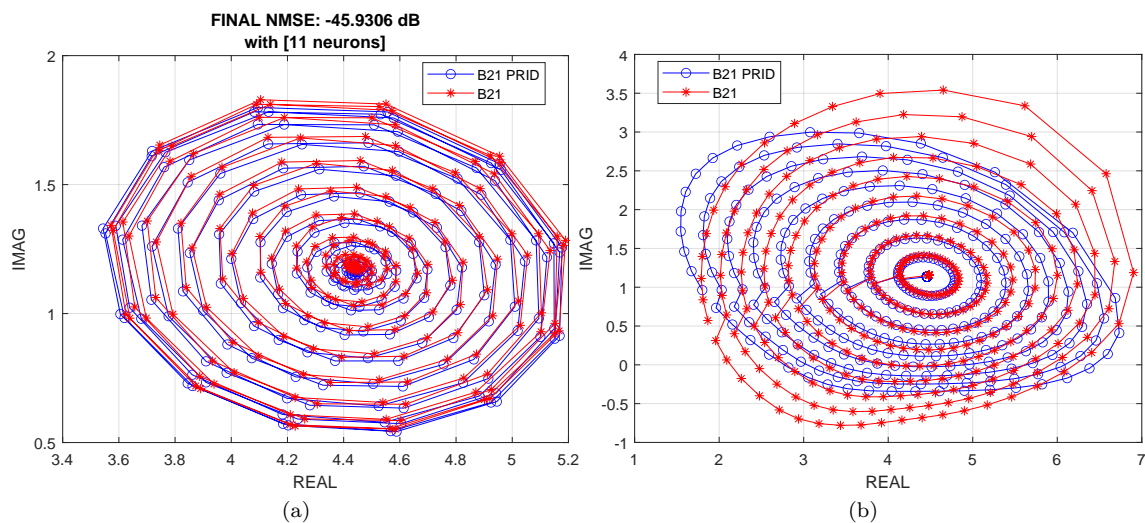 FINAL NMSE: -45.9306 dB
with [11 neurons]
2
1.5
1
0.5
IMAG
3.4
3.6
3.8
4
4.2
4.4
4.6
4.8
5
5.2
REAL
B21 PRID
B21
(a)
4
3.5
3
2.5
2
1.5
1
0.5
0
-0.5
-1
IMAG
1
2
3
4
5
6
7
REAL
B21 PRID
B21
(b)